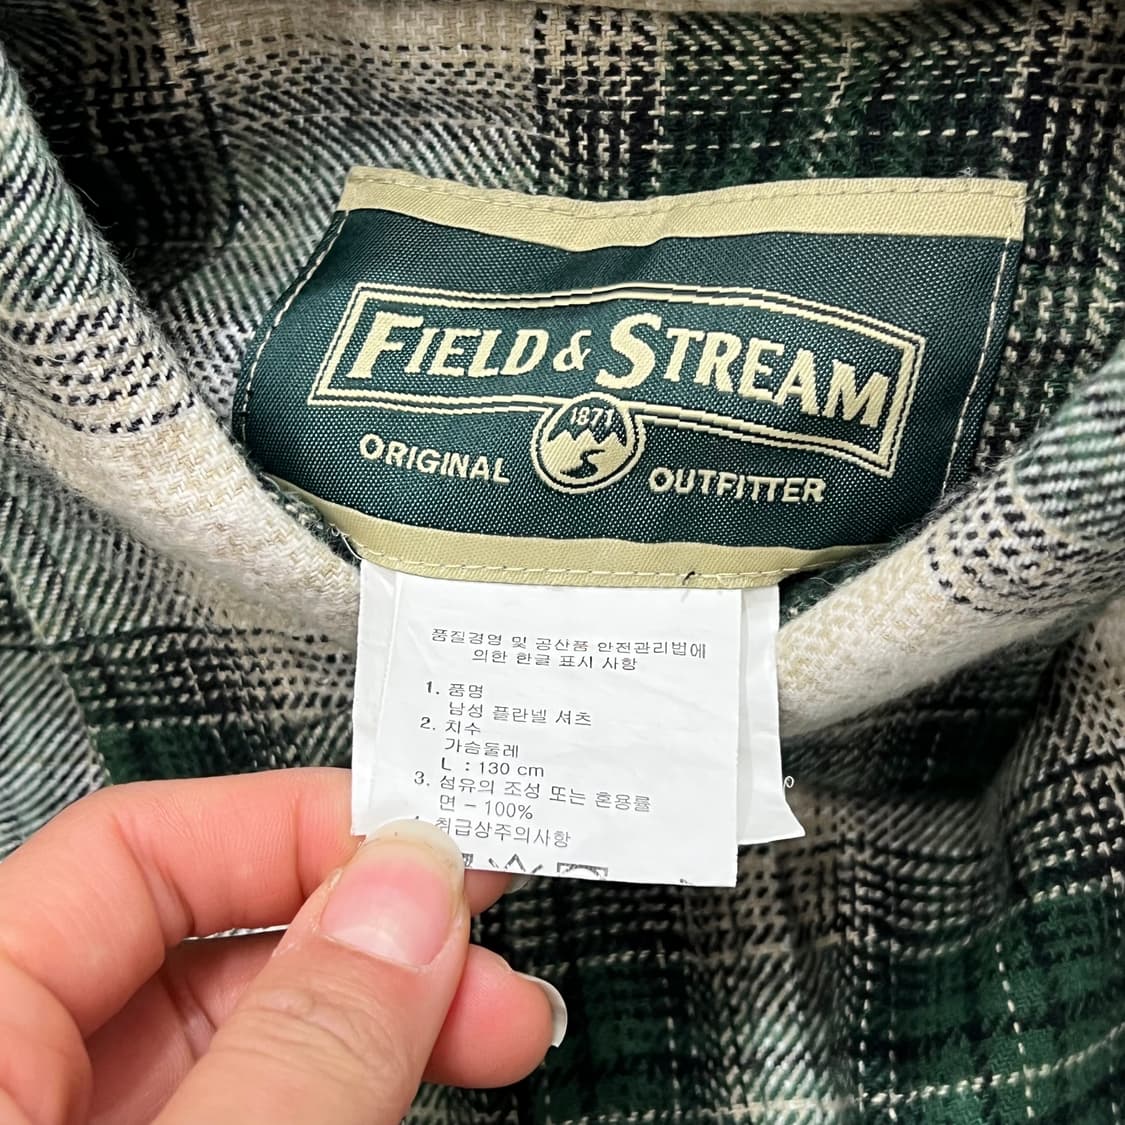 FIELD & STREAM
1871
ORIGINAL OUTFITTER
품질경영 및 공산품 안전관리법에
의한 한글 표시 사항
1. 품명
남성 플란넬 셔츠
2. 치수
가슴둘레
L : 130 cm
3. 섬유의 조성 또는 혼용률
면 - 100%
취급상주의사항